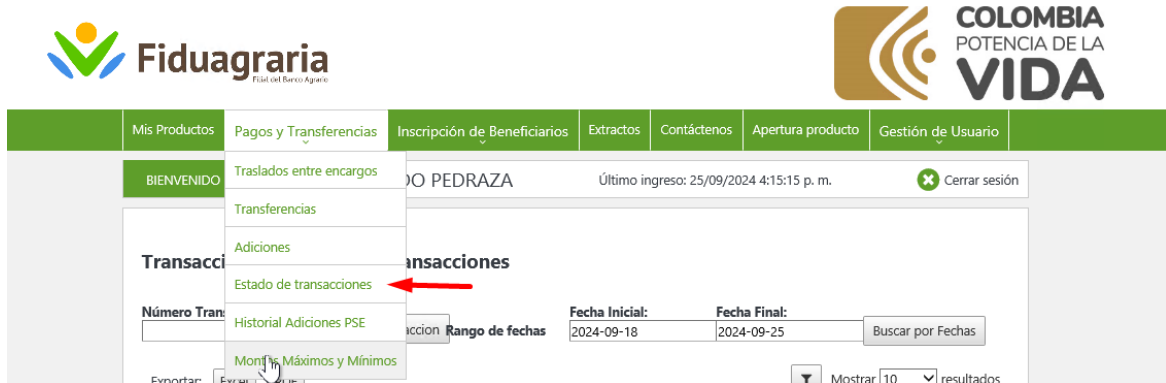 Fiduagraria
Filial del Banco Agrario
COLOMBIA
POTENCIA DE LA
VIDA
Mis Productos Pagos y Transferencias Inscripción de Beneficiarios Extractos Contáctenos Apertura producto Gestión de Usuario
BIENVENIDO DO PEDRAZA Último ingreso: 25/09/2024 4:15:15 p. m. Cerrar sesión
Traslados entre encargos
Transferencias
Adiciones
Estado de transacciones
Historial Adiciones PSE
Máximos y Mínimos
Transacci ansacciones
Número Tran accion Rango de fechas
Fecha Inicial: Fecha Final:
2024-09-18 2024-09-25 Buscar por Fechas
Exportar: Excel Mostrar 10 resultados